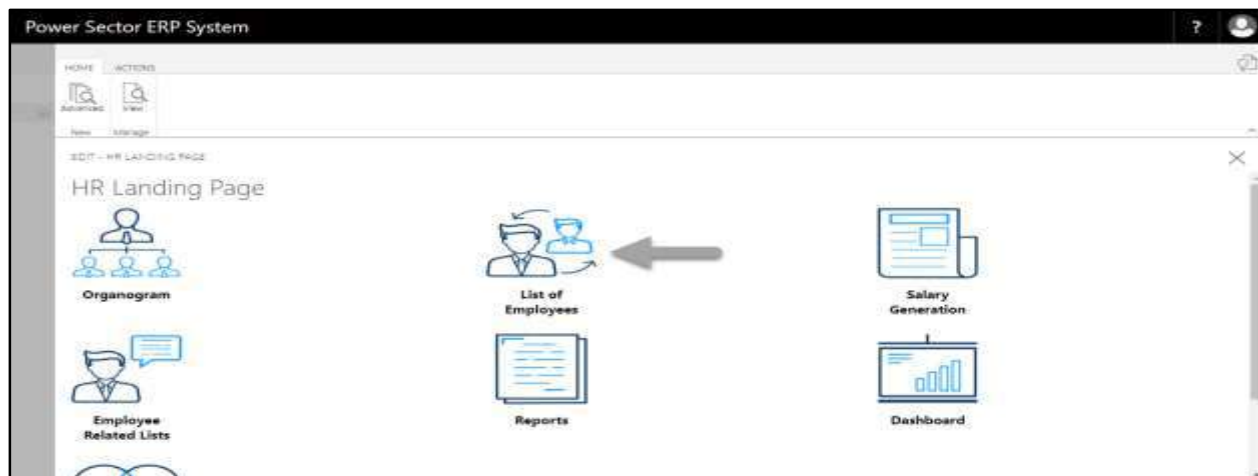 Power Sector ERP System
?
HOME ACTIONS
Advanced View
New Manage
EDIT - HR LANDING PAGE
HR Landing Page
Organogram
List of
Employees
Salary
Generation
Employee
Related Lists
Reports
Dashboard